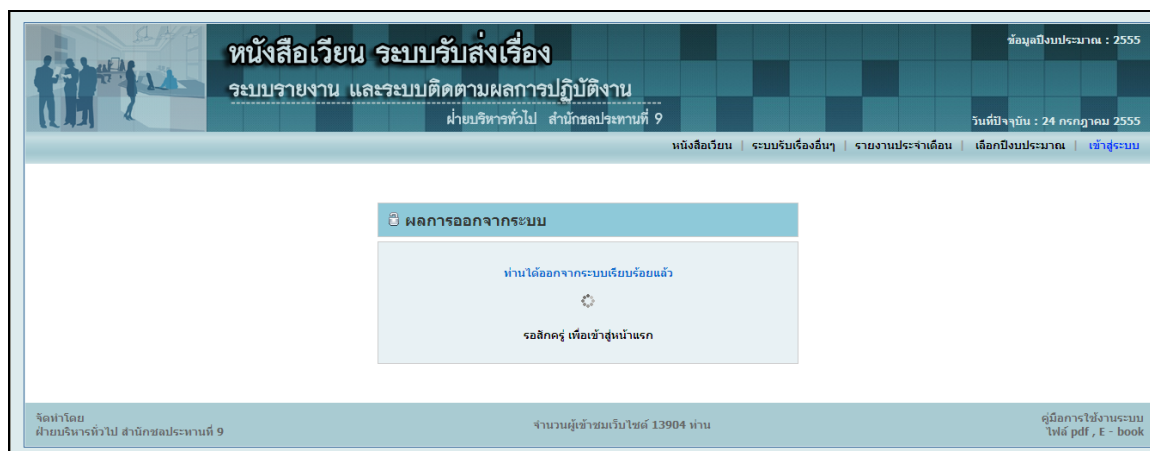 หนังสือเวียน ระบบรับส่งเรื่อง
ระบบรายงาน และระบบติดตามผลการปฏิบัติงาน
ฝ่ายบริหารทั่วไป สำนักชลประทานที่ 9
ข้อมูลปีงบประมาณ : 2555
วันที่ปัจจุบัน : 24 กรกฎาคม 2555
หนังสือเวียน | ระบบรับเรื่องอื่นๆ | รายงานประจำเดือน | เลือกปีงบประมาณ | เข้าสู่ระบบ
ผลการออกจากระบบ
ท่านได้ออกจากระบบเรียบร้อยแล้ว
รอสักครู่ เพื่อเข้าสู่หน้าแรก
จัดทำโดย
ฝ่ายบริหารทั่วไป สำนักชลประทานที่ 9
จำนวนผู้เข้าชมเว็บไซต์ 13904 ท่าน
คู่มือการใช้งานระบบ
ไฟล์ pdf , E - book